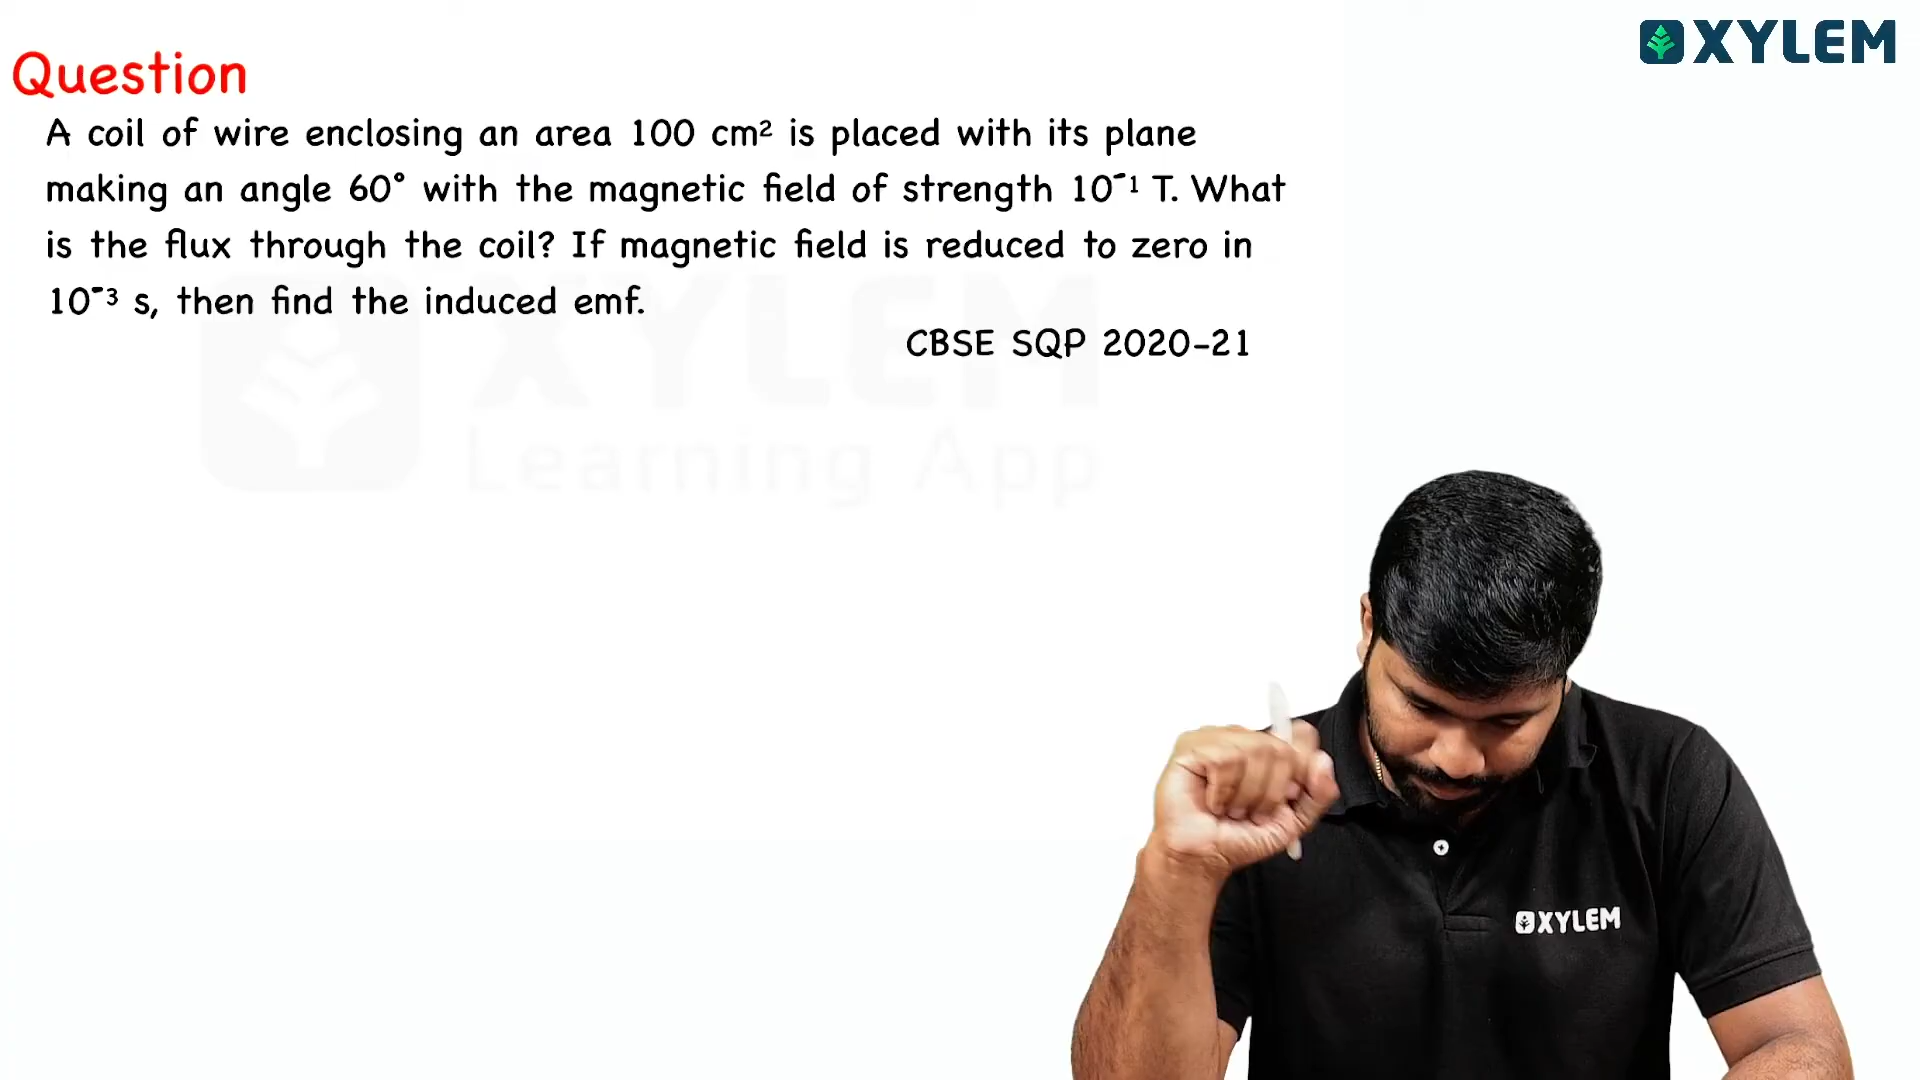 XYLEM
Question
A coil of wire enclosing an area 100 cm² is placed with its plane
making an angle 60° with the magnetic field of strength 10⁻¹ T. What
is the flux through the coil? If magnetic field is reduced to zero in
10⁻³ s, then find the induced emf.
CBSE SQP 2020-21
XYLEM
Learning App
XYLEM